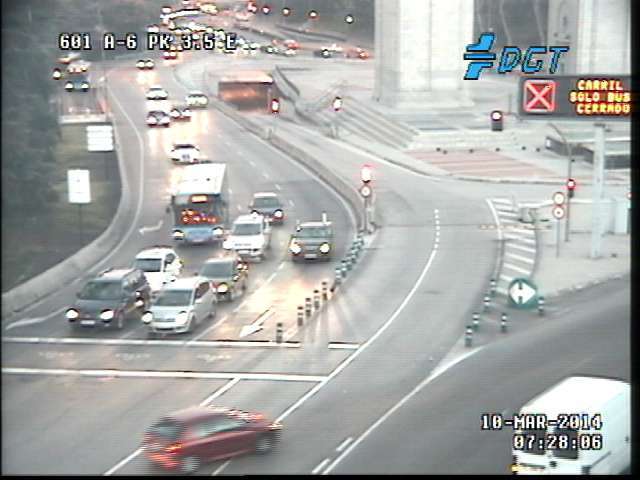 601 A-6 PK 3.5 E
DGT
CARRIL
SOLO BUS
CERRADO
10-MAR-2014
07:28:06